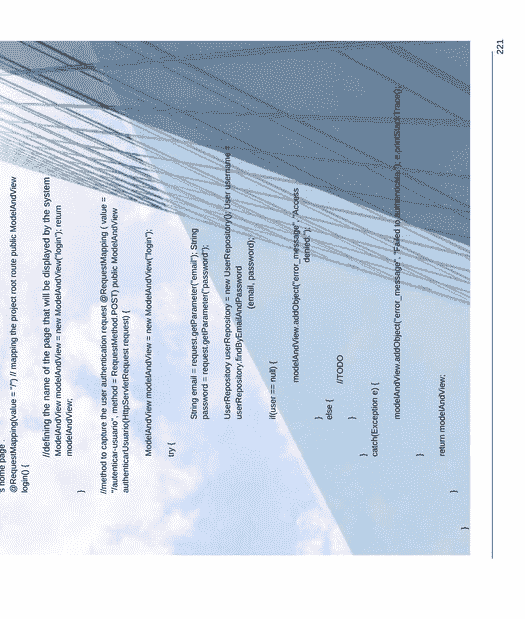 221
s home page .
@RequestMapping(value = "/") // mapping the project root route public ModelAndView
login() {
//defining the name of the page that will be displayed by the system
ModelAndView modelAndView = new ModelAndView("login"); return
modelAndView;
}
//method to capture the user authentication request @RequestMapping ( value =
"/autenticar-usuario", method = RequestMethod.POST) public ModelAndView
authenticarUsuario(HttpServletRequest request) {
ModelAndView modelAndView = new ModelAndView("login");
try {
String email = request.getParameter("email"); String
password = request.getParameter("password");
UserRepository userRepository = new UserRepository(); User username =
userRepository.findByEmailAndPassword
(email, password);
if(user == null) {
modelAndView.addObject("error_message", "Access
denied.");
}
else {
//TODO
}
}
catch(Exception e) {
modelAndView.addObject("error_message", "Failed to authenticate."); e.printStackTrace();
}
return modelAndView;
}
}